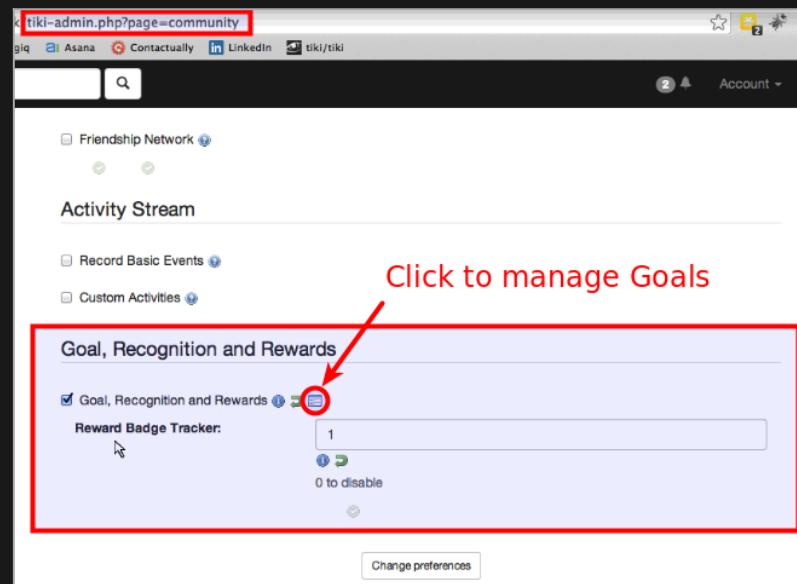 tiki-admin.php?page=community
2
giq Asana Contactually LinkedIn tiki/tiki
2 Account
Friendship Network
Activity Stream
Record Basic Events
Custom Activities
Click to manage Goals
Goal, Recognition and Rewards
Goal, Recognition and Rewards
Reward Badge Tracker:
1
0 to disable
Change preferences